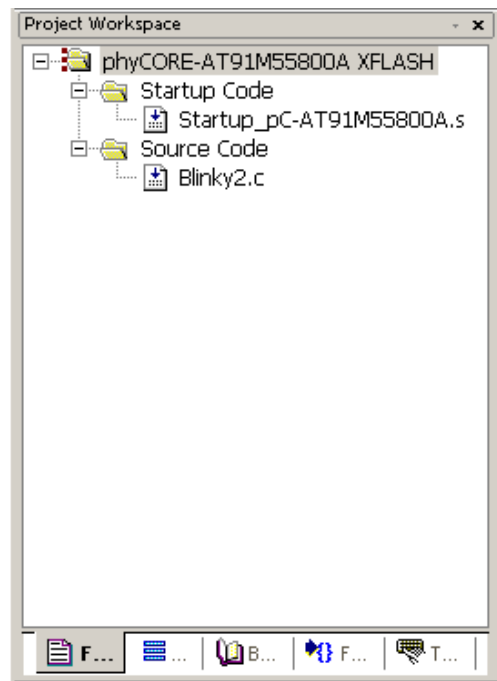 Project Workspace
phyCORE-AT91M55800A XFLASH
Startup Code
Startup_pC-AT91M55800A.s
Source Code
Blinky2.c
F... ... B... F... T...